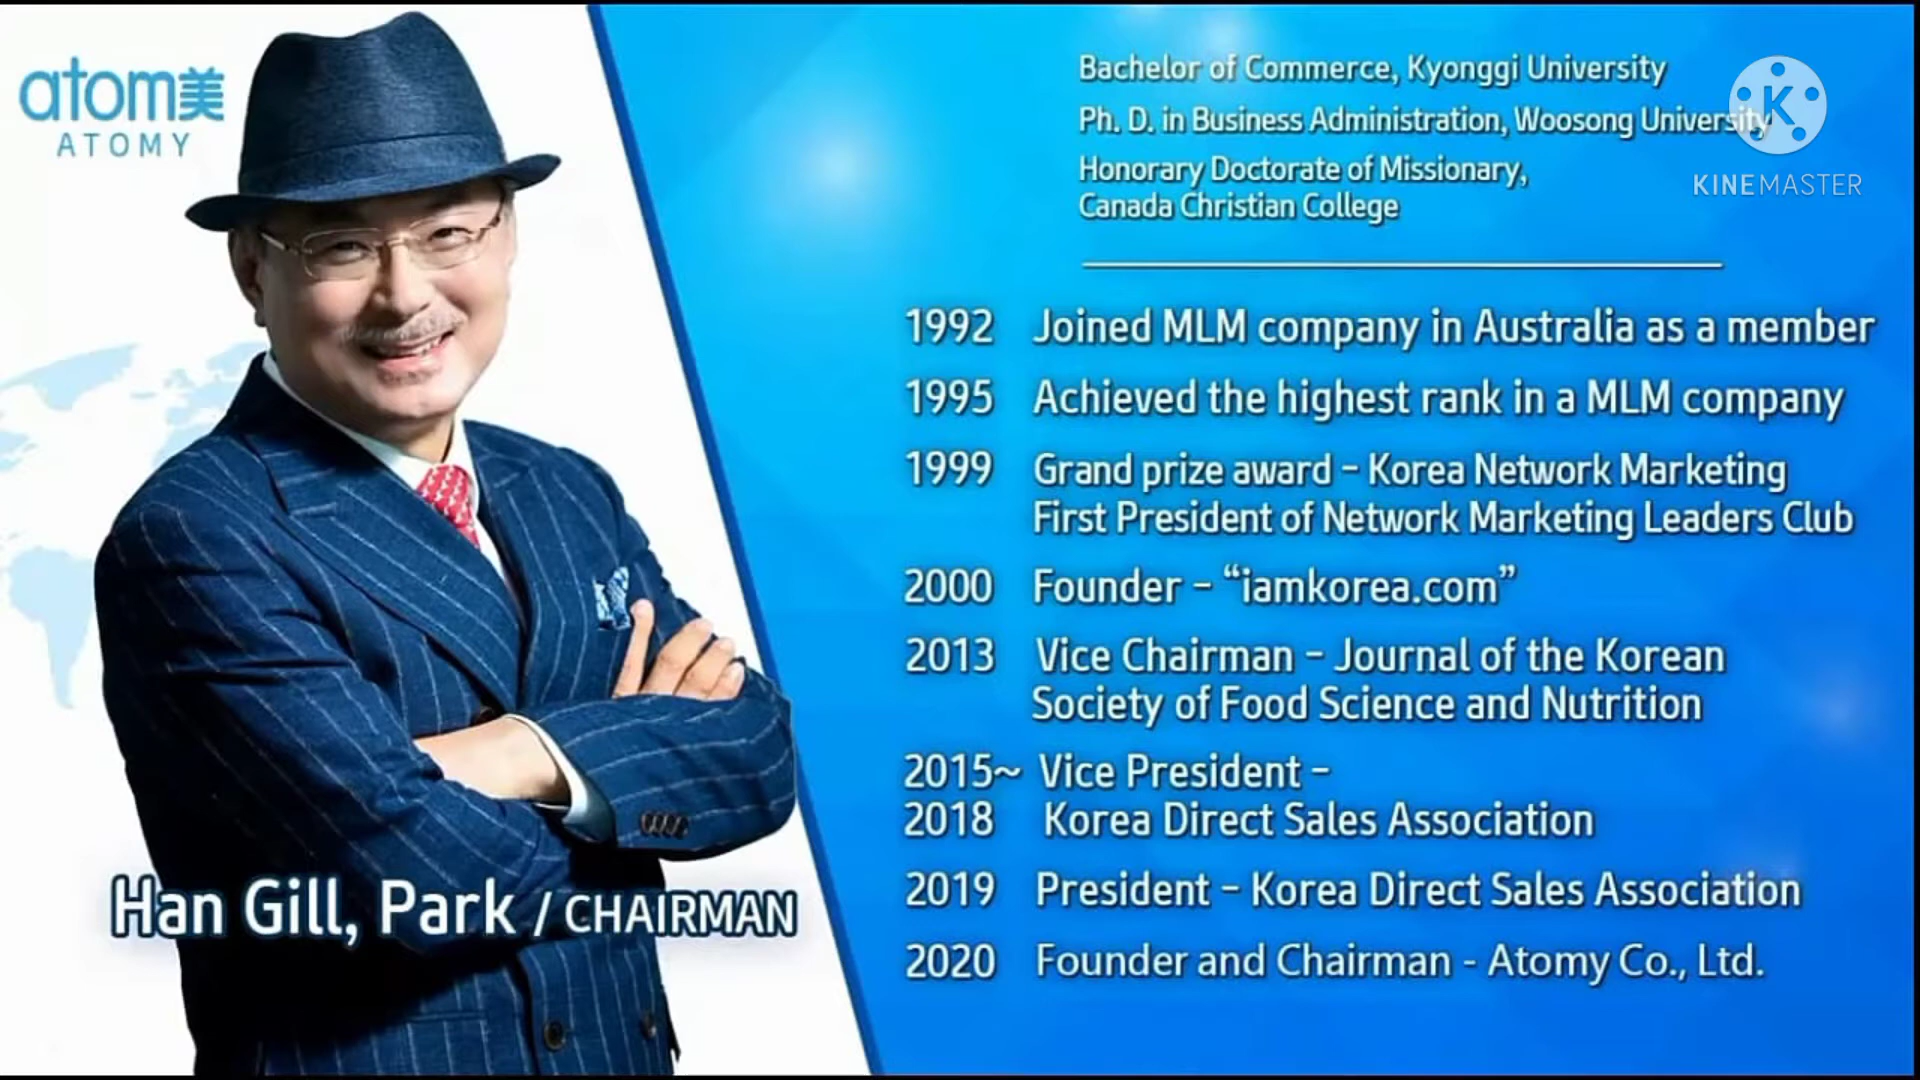 atom美
ATOMY
Han Gill, Park / CHAIRMAN
Bachelor of Commerce, Kyonggi University
Ph. D. in Business Administration, Woosong University
Honorary Doctorate of Missionary,
Canada Christian College
K
KINEMASTER
1992 Joined MLM company in Australia as a member
1995 Achieved the highest rank in a MLM company
1999 Grand prize award – Korea Network Marketing
First President of Network Marketing Leaders Club
2000 Founder – “iamkorea.com”
2013 Vice Chairman – Journal of the Korean
Society of Food Science and Nutrition
2015~ Vice President –
2018 Korea Direct Sales Association
2019 President – Korea Direct Sales Association
2020 Founder and Chairman - Atomy Co., Ltd.